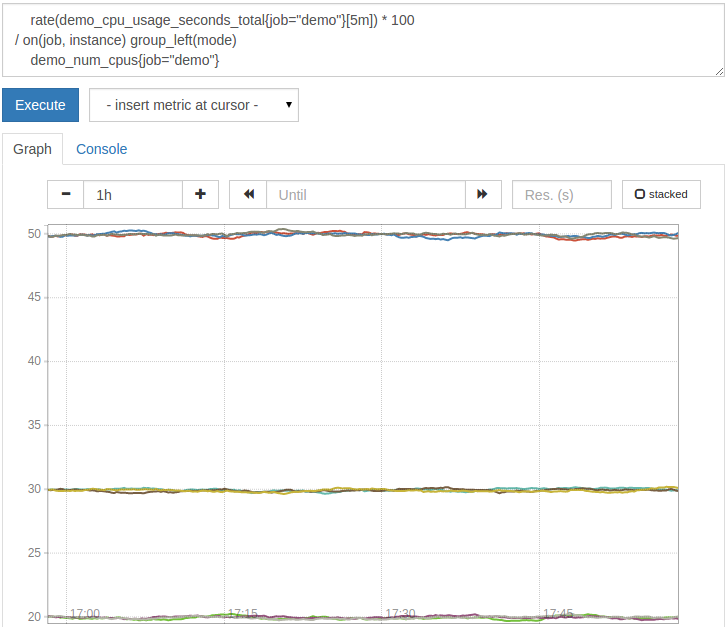 rate(demo_cpu_usage_seconds_total{job="demo"}[5m]) * 100
/ on(job, instance) group_left(mode)
demo_num_cpus{job="demo"}
Execute
- insert metric at cursor -
Graph
Console
1h
Until
Res. (s)
stacked
50
45
40
35
30
25
20
17:00
17:15
17:30
17:45